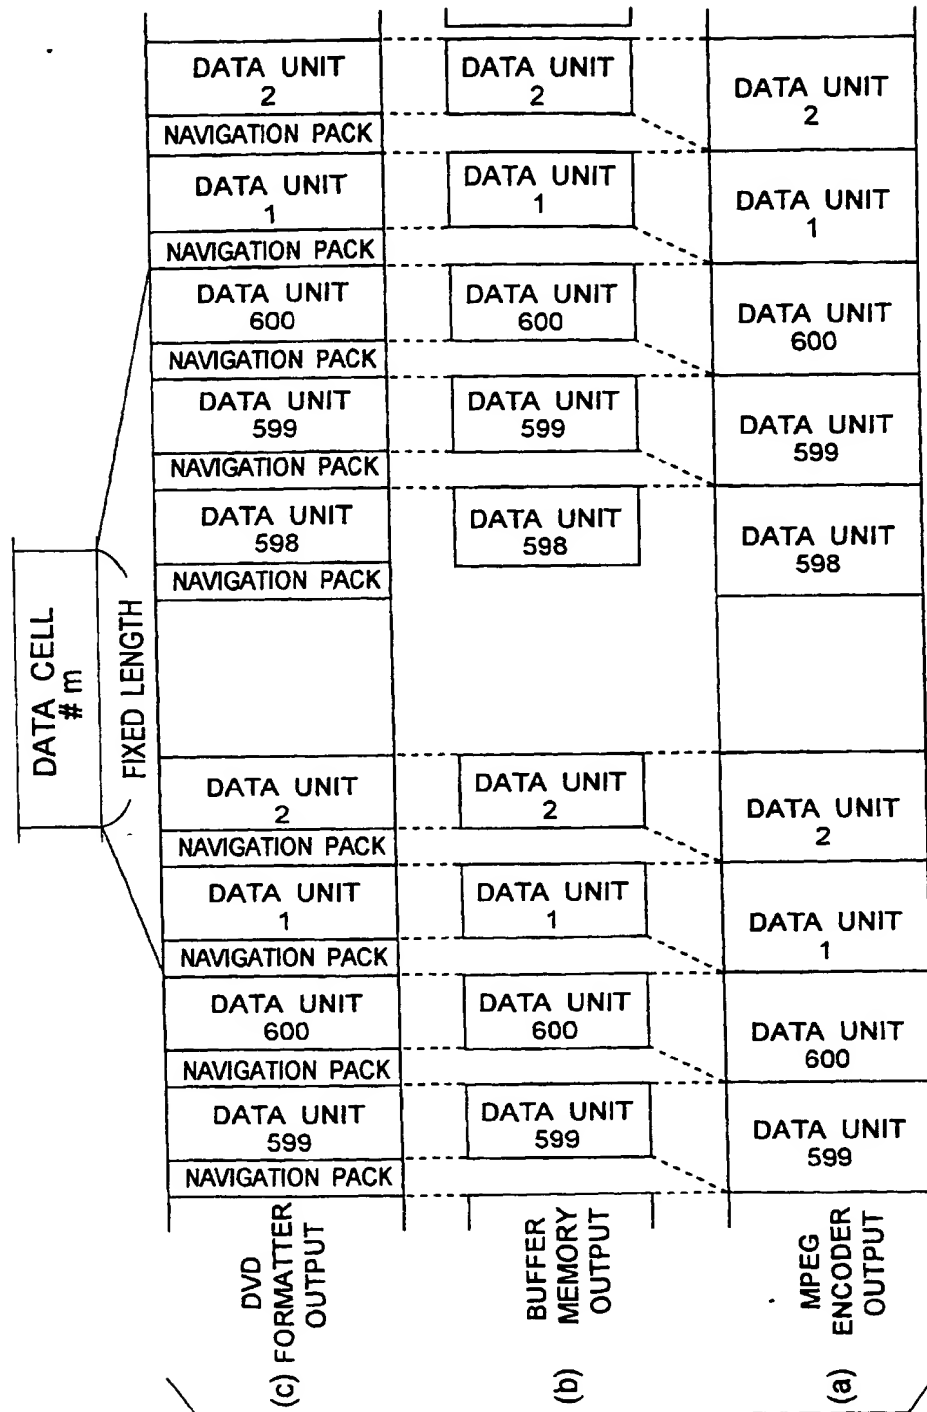 DATA UNIT
2
NAVIGATION PACK
DATA UNIT
1
NAVIGATION PACK
DATA UNIT
600
NAVIGATION PACK
DATA UNIT
599
NAVIGATION PACK
DATA UNIT
598
NAVIGATION PACK
DATA UNIT
2
NAVIGATION PACK
DATA UNIT
1
NAVIGATION PACK
DATA UNIT
600
NAVIGATION PACK
DATA UNIT
599
NAVIGATION PACK
DATA UNIT
2
DATA UNIT
1
DATA UNIT
600
DATA UNIT
599
DATA UNIT
598
DATA UNIT
2
DATA UNIT
1
DATA UNIT
600
DATA UNIT
599
DATA UNIT
2
DATA UNIT
1
DATA UNIT
600
DATA UNIT
599
DATA UNIT
598
DATA UNIT
2
DATA UNIT
1
DATA UNIT
600
DATA UNIT
599
DATA CELL
# m
FIXED LENGTH
DVD
(c) FORMATTER
OUTPUT
BUFFER
(b) MEMORY
OUTPUT
MPEG
(a) ENCODER
OUTPUT